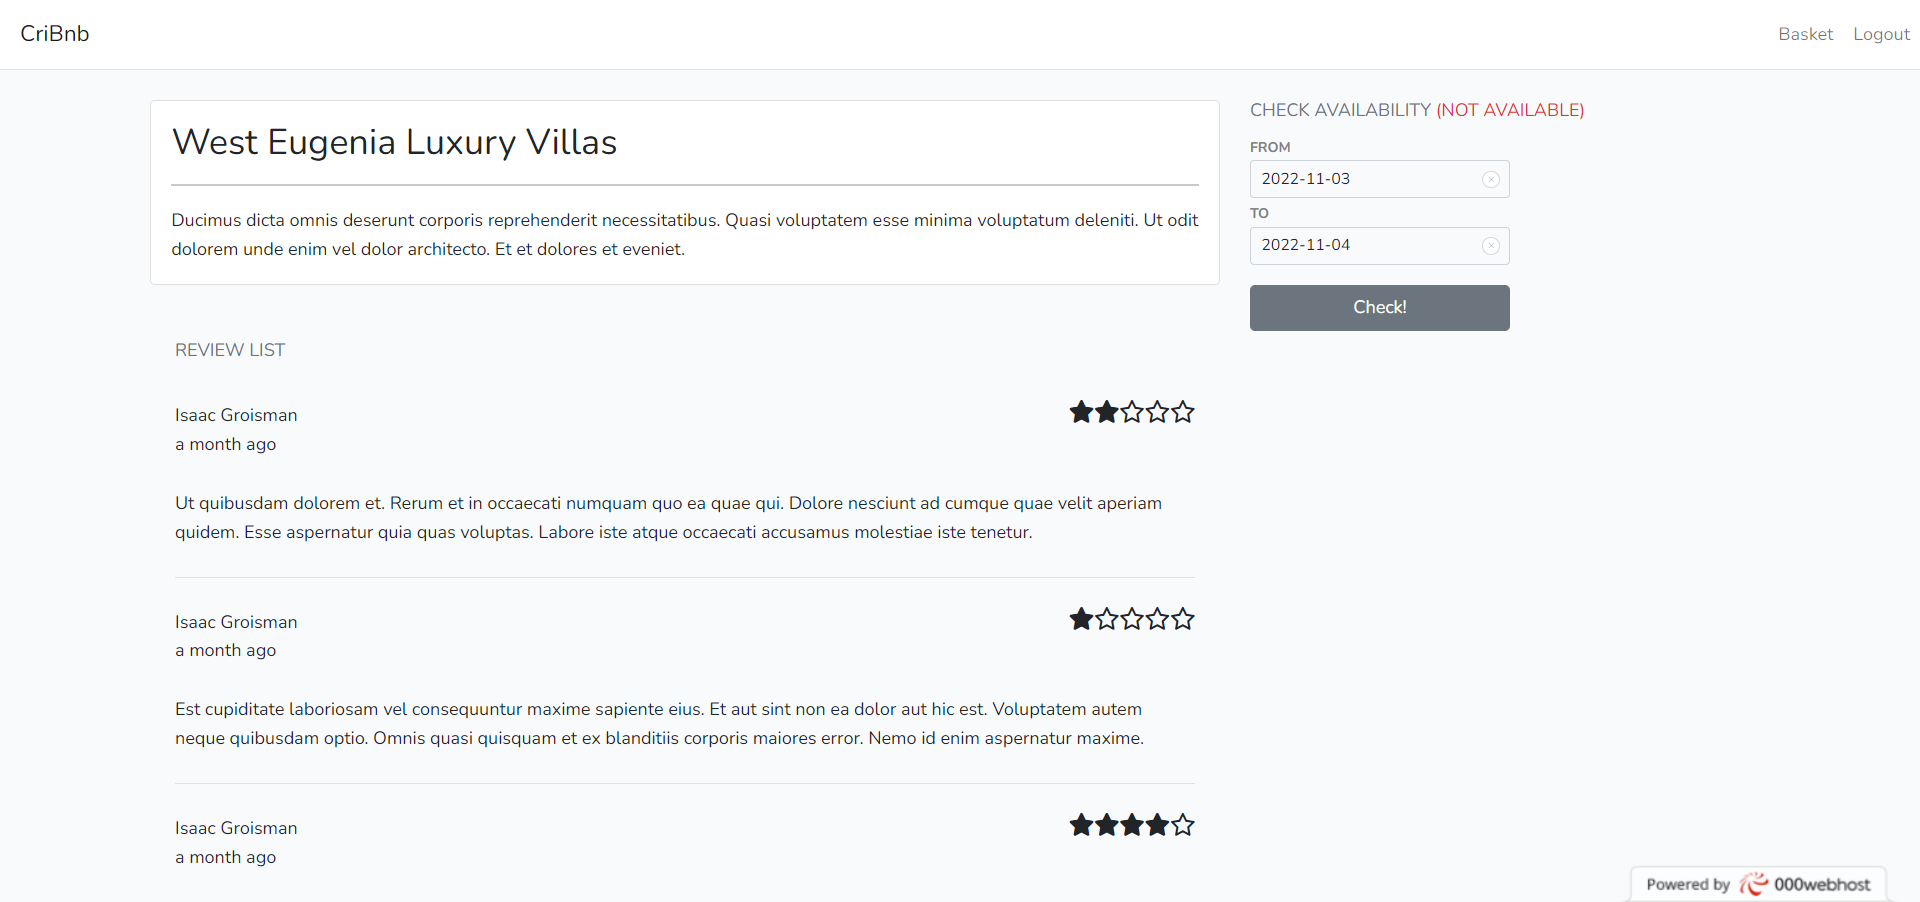 CriBnb
Basket
Logout
West Eugenia Luxury Villas
Ducimus dicta omnis deserunt corporis reprehenderit necessitatibus. Quasi voluptatem esse minima voluptatum deleniti. Ut odit
dolorem unde enim vel dolor architecto. Et et dolores et eveniet.
CHECK AVAILABILITY (NOT AVAILABLE)
FROM
2022-11-03
TO
2022-11-04
Check!
REVIEW LIST
Isaac Groisman
a month ago
Ut quibusdam dolorem et. Rerum et in occaecati numquam quo ea quae qui. Dolore nesciunt ad cumque quae velit aperiam
quidem. Esse aspernatur quia quas voluptas. Labore iste atque occaecati accusamus molestiae iste tenetur.
Isaac Groisman
a month ago
Est cupiditate laboriosam vel consequuntur maxime sapiente eius. Et aut sint non ea dolor aut hic est. Voluptatem autem
neque quibusdam optio. Omnis quasi quisquam et ex blanditiis corporis maiores error. Nemo id enim aspernatur maxime.
Isaac Groisman
a month ago
Powered by 000webhost